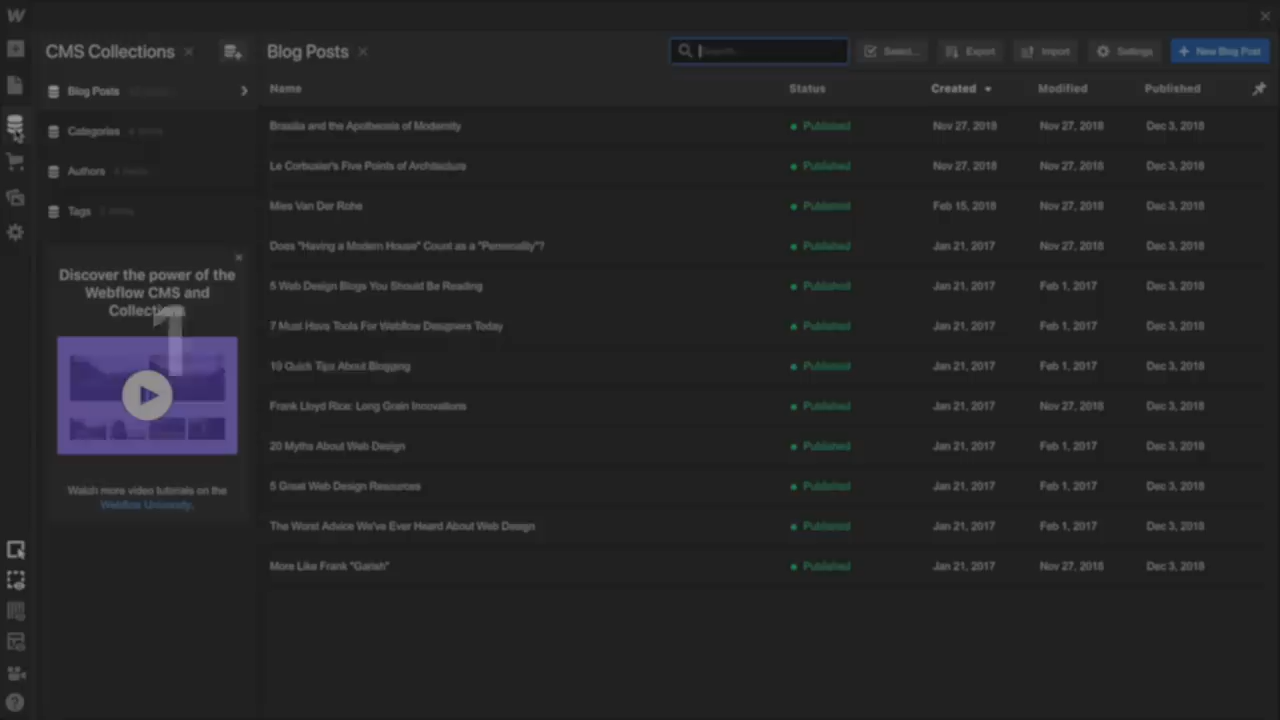 CMS Collections
Blog Posts
Search...
Select...
Export
Import
Settings
+ New Blog Post
Blog Posts
Categories
Authors
Tags
Name Status Created Modified Published
Brasilia and the Apotheosis of Modernity Published Nov 27, 2018 Nov 27, 2018 Dec 3, 2018
Le Corbusier's Five Points of Architecture Published Nov 27, 2018 Nov 27, 2018 Dec 3, 2018
Mies Van Der Rohe Published Feb 15, 2018 Nov 27, 2018 Dec 3, 2018
Does "Having a Modern House" Count as a "Personality"? Published Jan 21, 2017 Nov 27, 2018 Dec 3, 2018
5 Web Design Blogs You Should Be Reading Published Jan 21, 2017 Feb 1, 2017 Dec 3, 2018
7 Must Have Tools For Webflow Designers Today Published Jan 21, 2017 Feb 1, 2017 Dec 3, 2018
19 Quick Tips About Blogging Published Jan 21, 2017 Feb 1, 2017 Dec 3, 2018
Frank Lloyd Rice: Long Grain Innovations Published Jan 21, 2017 Nov 27, 2018 Dec 3, 2018
20 Myths About Web Design Published Jan 21, 2017 Feb 1, 2017 Dec 3, 2018
5 Great Web Design Resources Published Jan 21, 2017 Feb 1, 2017 Dec 3, 2018
The Worst Advice We've Ever Heard About Web Design Published Jan 21, 2017 Feb 1, 2017 Dec 3, 2018
More Like Frank "Garish" Published Jan 21, 2017 Nov 27, 2018 Dec 3, 2018
Discover the power of the
Webflow CMS and
Collections
1
Watch more video tutorials on the
Webflow University.